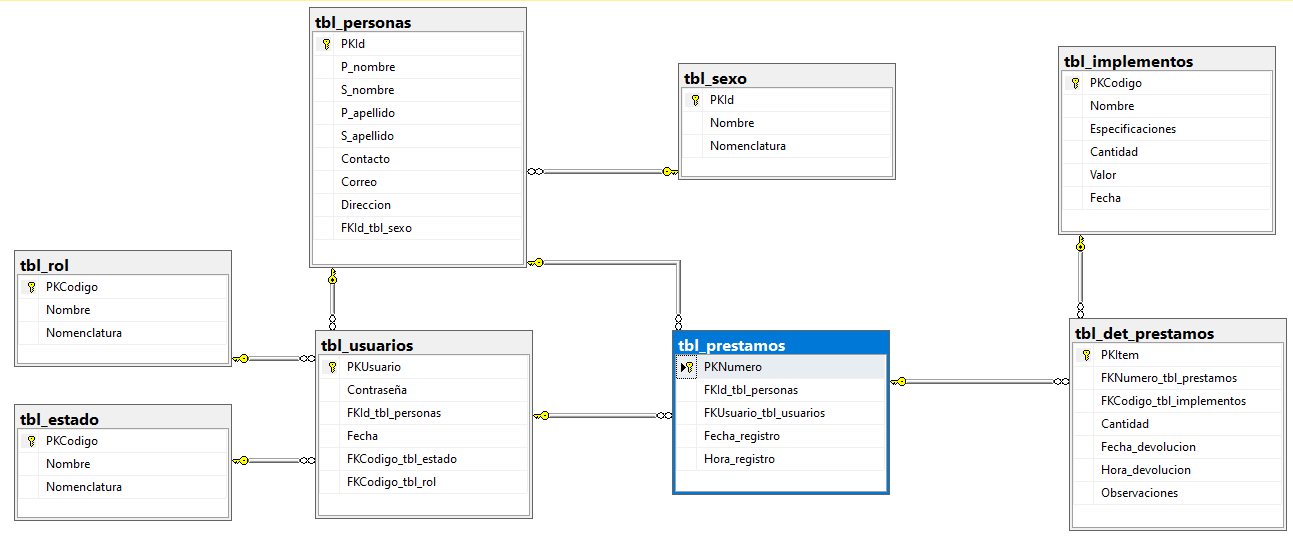 tbl_personas
PKId
P_nombre
S_nombre
P_apellido
S_apellido
Contacto
Correo
Direccion
FKId_tbl_sexo
tbl_sexo
PKId
Nombre
Nomenclatura
tbl_implementos
PKCodigo
Nombre
Especificaciones
Cantidad
Valor
Fecha
tbl_rol
PKCodigo
Nombre
Nomenclatura
tbl_estado
PKCodigo
Nombre
Nomenclatura
tbl_usuarios
PKUsuario
Contraseña
FKId_tbl_personas
Fecha
FKCodigo_tbl_estado
FKCodigo_tbl_rol
tbl_prestamos
PKNumero
FKId_tbl_personas
FKUsuario_tbl_usuarios
Fecha_registro
Hora_registro
tbl_det_prestamos
PKItem
FKNumero_tbl_prestamos
FKCodigo_tbl_implementos
Cantidad
Fecha_devolucion
Hora_devolucion
Observaciones